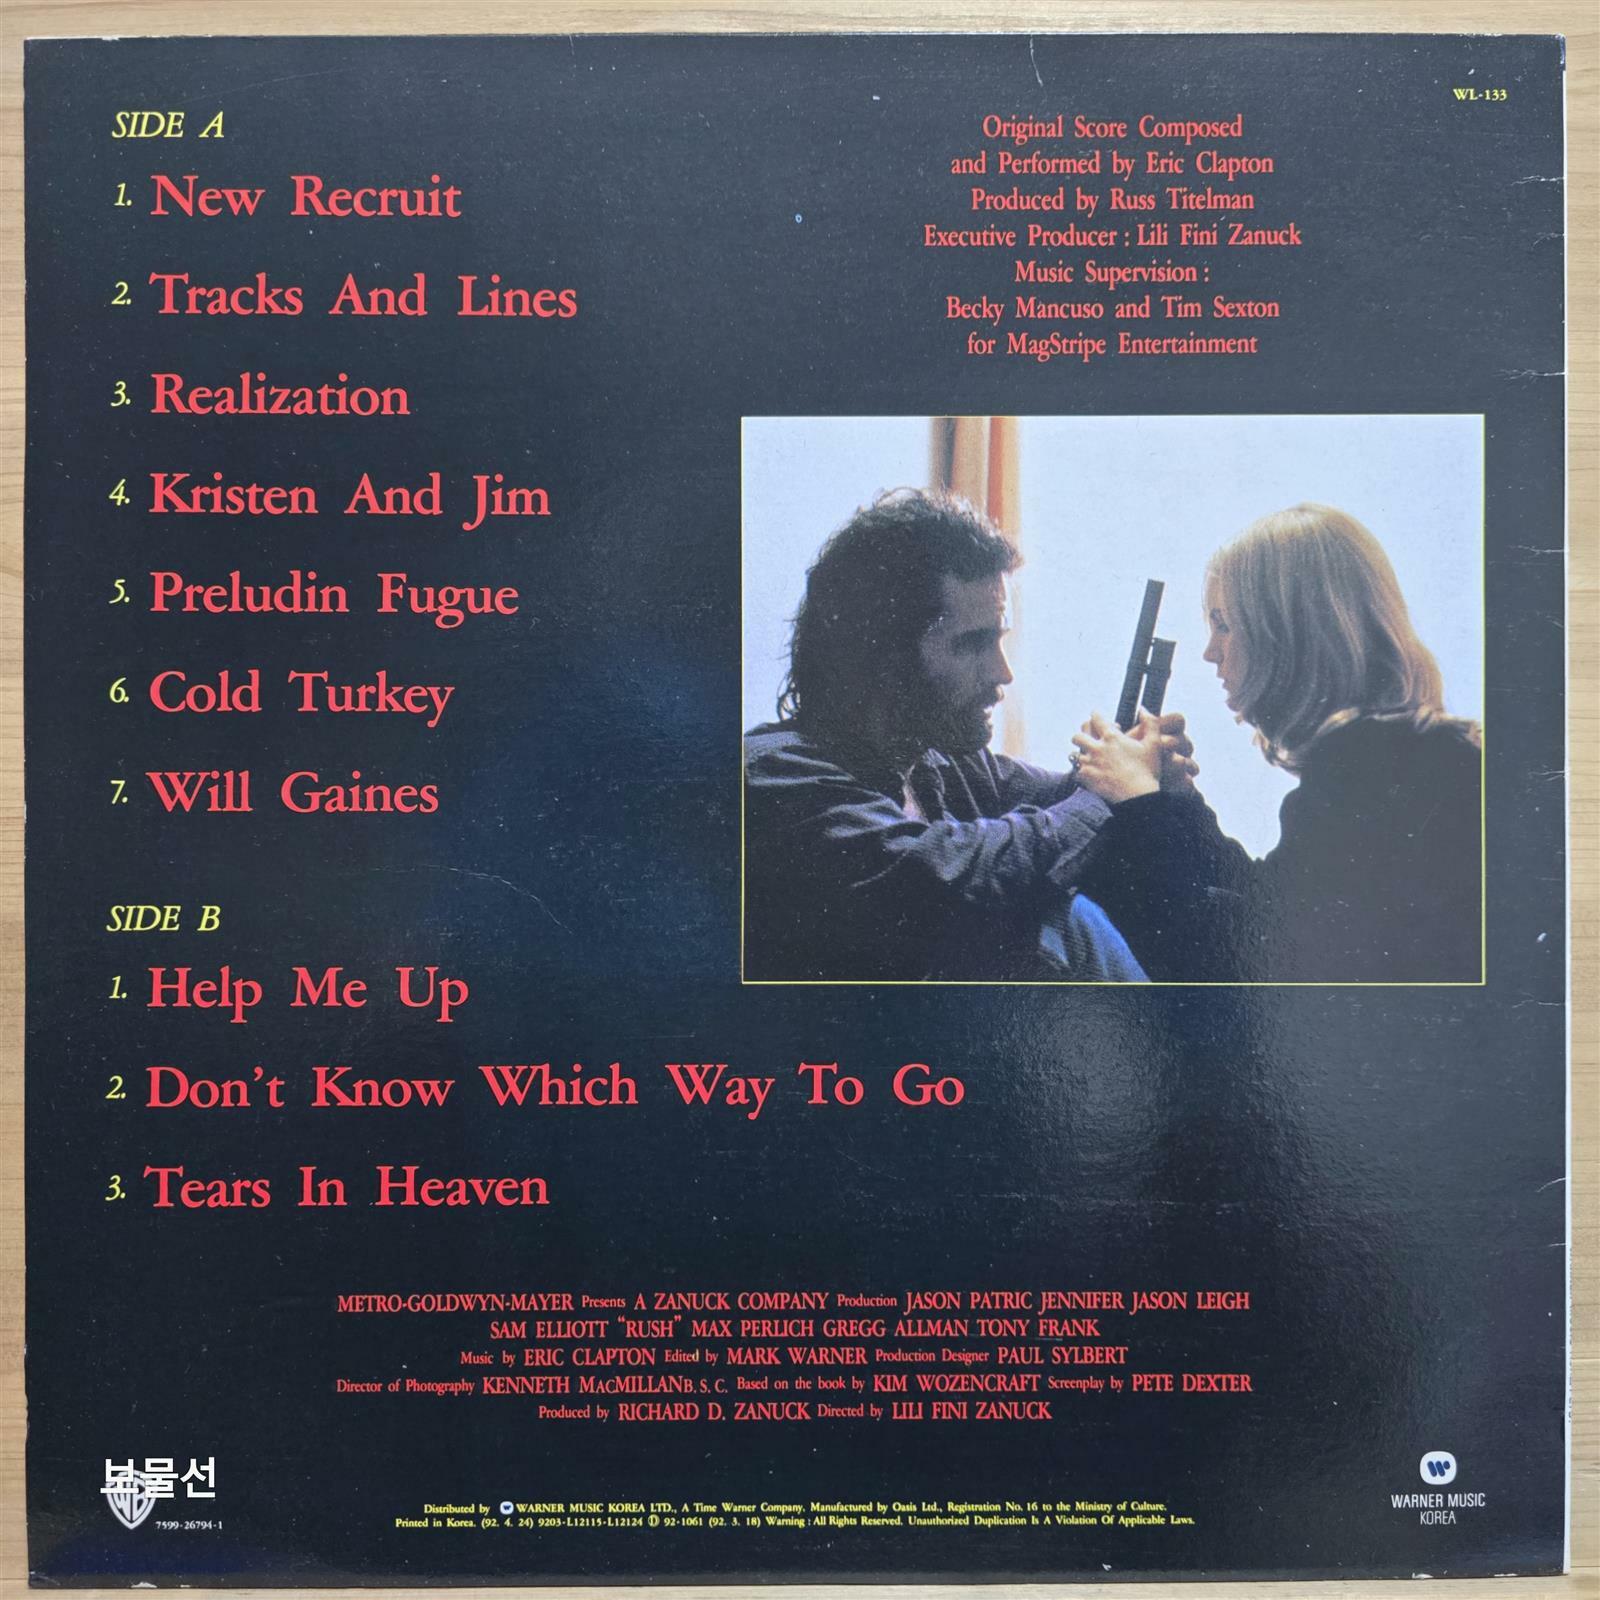 WL-133
SIDE A
1. New Recruit
2. Tracks And Lines
3. Realization
4. Kristen And Jim
5. Preludin Fugue
6. Cold Turkey
7. Will Gaines
SIDE B
1. Help Me Up
2. Don't Know Which Way To Go
3. Tears In Heaven
Original Score Composed
and Performed by Eric Clapton
Produced by Russ Titelman
Executive Producer : Lili Fini Zanuck
Music Supervision :
Becky Mancuso and Tim Sexton
for MagStripe Entertainment
METRO-GOLDWYN-MAYER Presents A ZANUCK COMPANY Production JASON PATRIC JENNIFER JASON LEIGH
SAM ELLIOTT “RUSH” MAX PERLICH GREGG ALLMAN TONY FRANK
Music by ERIC CLAPTON Edited by MARK WARNER Production Designer PAUL SYLBERT
Director of Photography KENNETH MACMILLAN B. S. C. Based on the book by KIM WOZENCRAFT Screenplay by PETE DEXTER
Produced by RICHARD D. ZANUCK Directed by LILI FINI ZANUCK
보물선
WB
7599-26794-1
Distributed by WARNER MUSIC KOREA LTD., A Time Warner Company. Manufactured by Oasis Ltd., Registration No. 16 to the Ministry of Culture.
Printed in Korea. (92. 4. 24) 9203-L12115-L12124 Ⓓ 92-1061 (92. 3. 18) Warning : All Rights Reserved. Unauthorized Duplication Is A Violation Of Applicable Laws.
WARNER MUSIC
KOREA